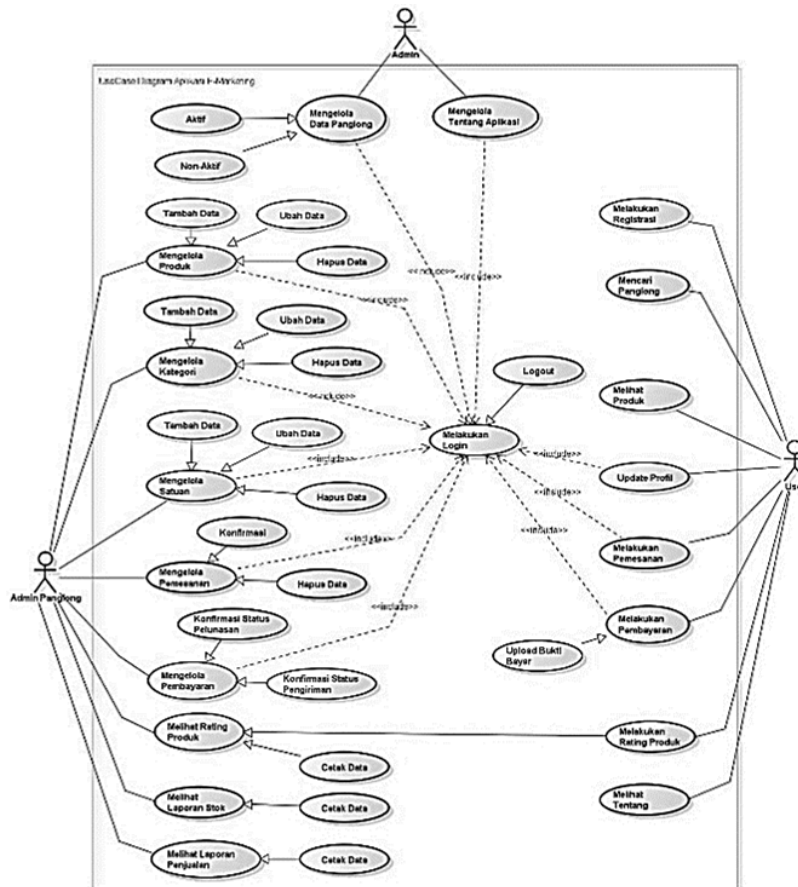 Admin
UseCase Diagram Aplikasi E-Marketing
Aktif
Mengelola
Data Panglong
Mengelola
Tentang Aplikasi
Non-Aktif
Tambah Data
Ubah Data
Melakukan
Registrasi
Mengelola
Produk
Hapus Data
<<include>>
<<include>>
<<include>>
Mencari
Panglong
Tambah Data
Ubah Data
Mengelola
Kategori
Hapus Data
Logout
<<include>>
Melihat
Produk
Tambah Data
Ubah Data
Melakukan
Login
<<include>>
<<include>>
Mengelola
Satuan
Hapus Data
Update Profil
User
<<include>>
Konfirmasi
<<include>>
Melakukan
Pemesanan
Mengelola
Pemesanan
Hapus Data
Admin Panglong
<<include>>
<<include>>
Konfirmasi Status
Pelunasan
Melakukan
Pembayaran
Upload Bukti
Bayar
Mengelola
Pembayaran
Konfirmasi Status
Pengiriman
Melihat Rating
Produk
Melakukan
Rating Produk
Cetak Data
Melihat
Laporan Stok
Cetak Data
Melihat
Tentang
Melihat Laporan
Penjualan
Cetak Data